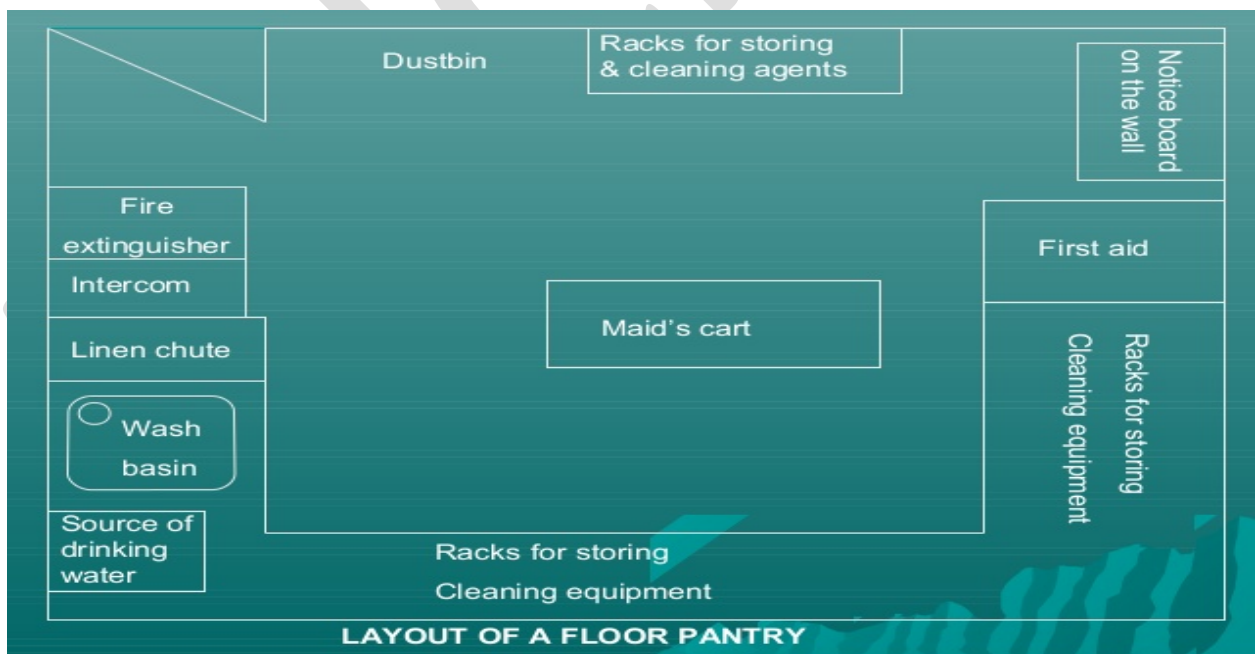 Dustbin
Racks for storing
& cleaning agents
Notice board
on the wall
Fire
extinguisher
Intercom
Linen chute
Wash
basin
Source of
drinking
water
Maid's cart
First aid
Racks for storing
Cleaning equipment
Racks for storing
Cleaning equipment
LAYOUT OF A FLOOR PANTRY